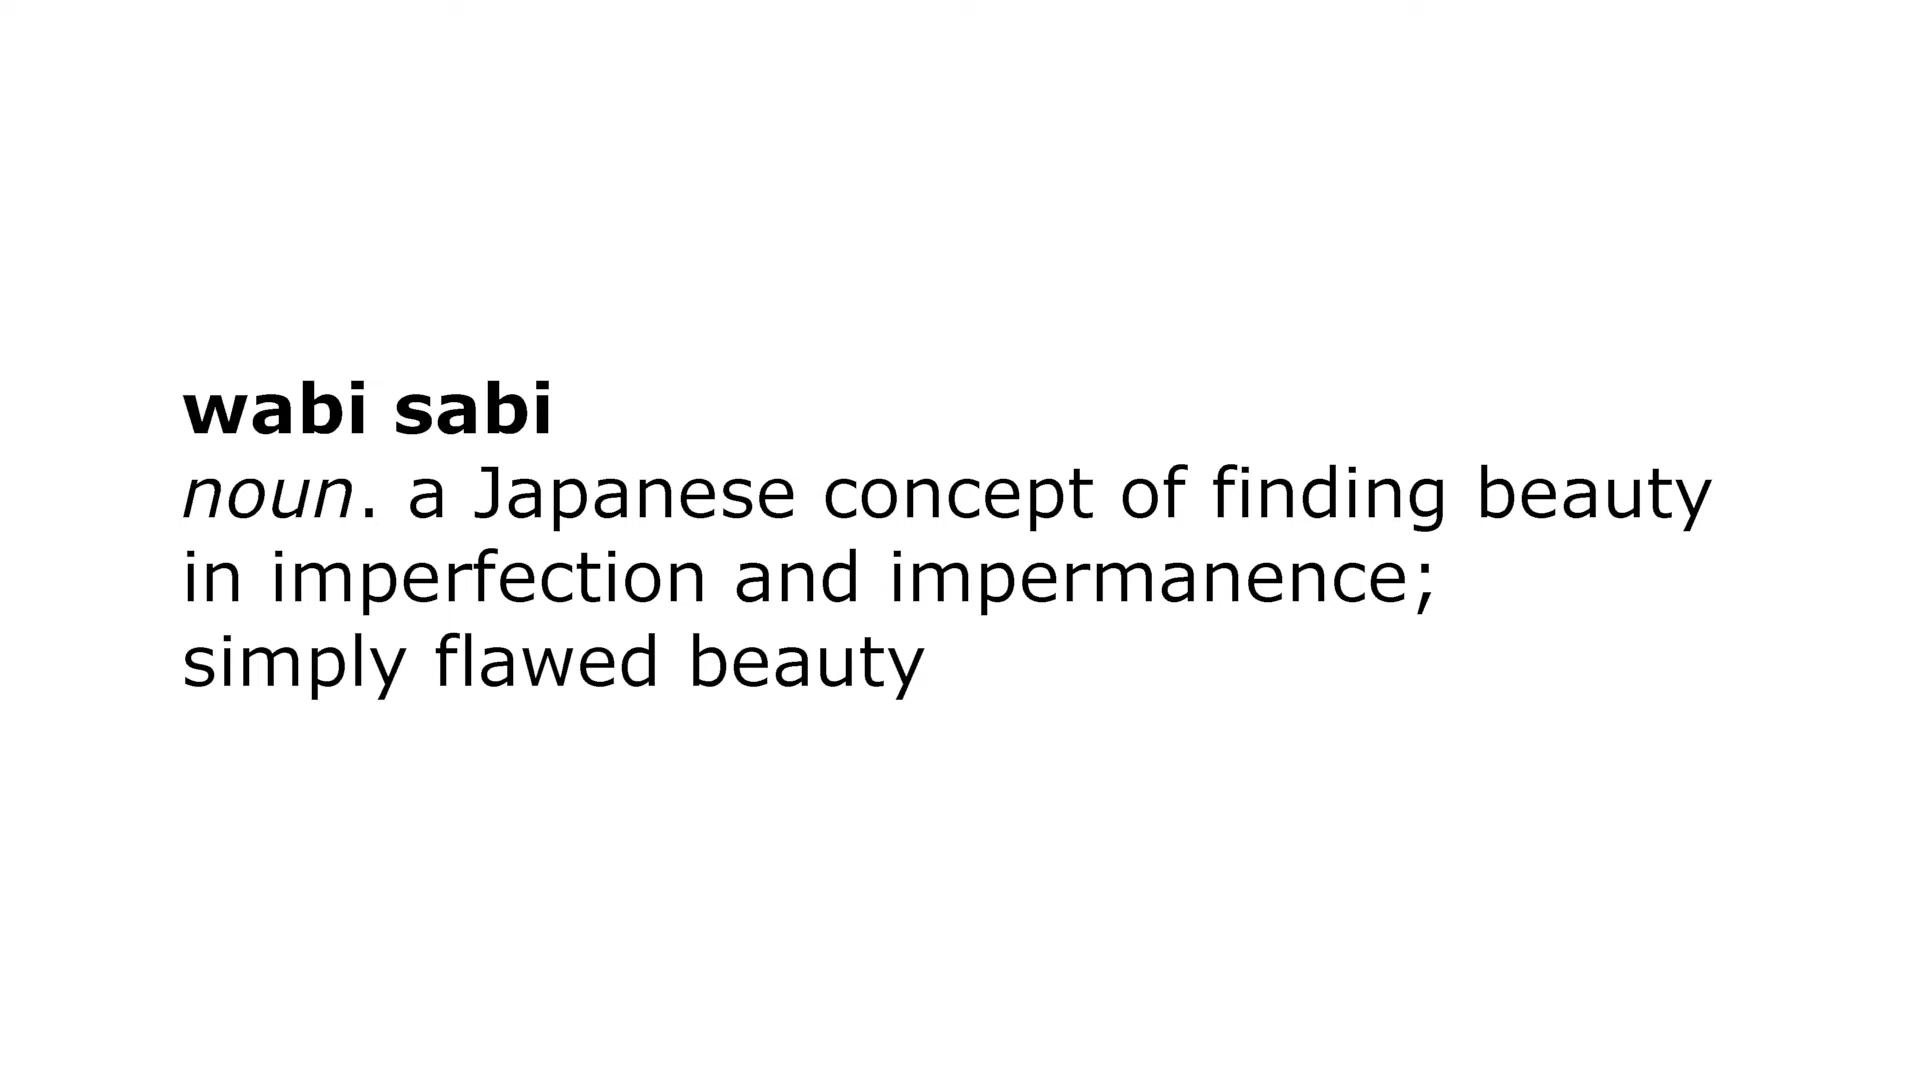 wabi sabi
noun. a Japanese concept of finding beauty
in imperfection and impermanence;
simply flawed beauty